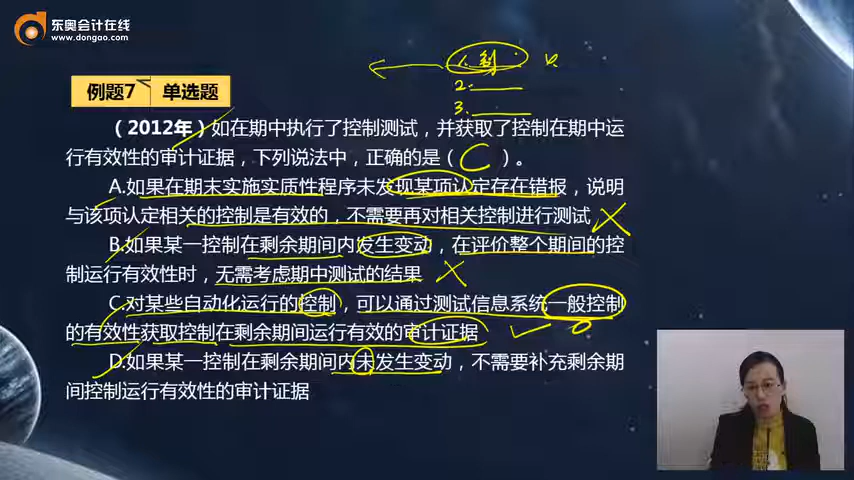 东奥会计在线
www.dongao.com
1. 剩
2.
3.
例题7 单选题
（2012年）如在期中执行了控制测试，并获取了控制在期中运
行有效性的审计证据，下列说法中，正确的是（ C ）。
A.如果在期末实施实质性程序未发现某项认定存在错报，说明
与该项认定相关的控制是有效的，不需要再对相关控制进行测试
B.如果某一控制在剩余期间内发生变动，在评价整个期间的控
制运行有效性时，无需考虑期中测试的结果
C.对某些自动化运行的控制，可以通过测试信息系统一般控制
的有效性获取控制在剩余期间运行有效的审计证据
D.如果某一控制在剩余期间内未发生变动，不需要补充剩余期
间控制运行有效性的审计证据